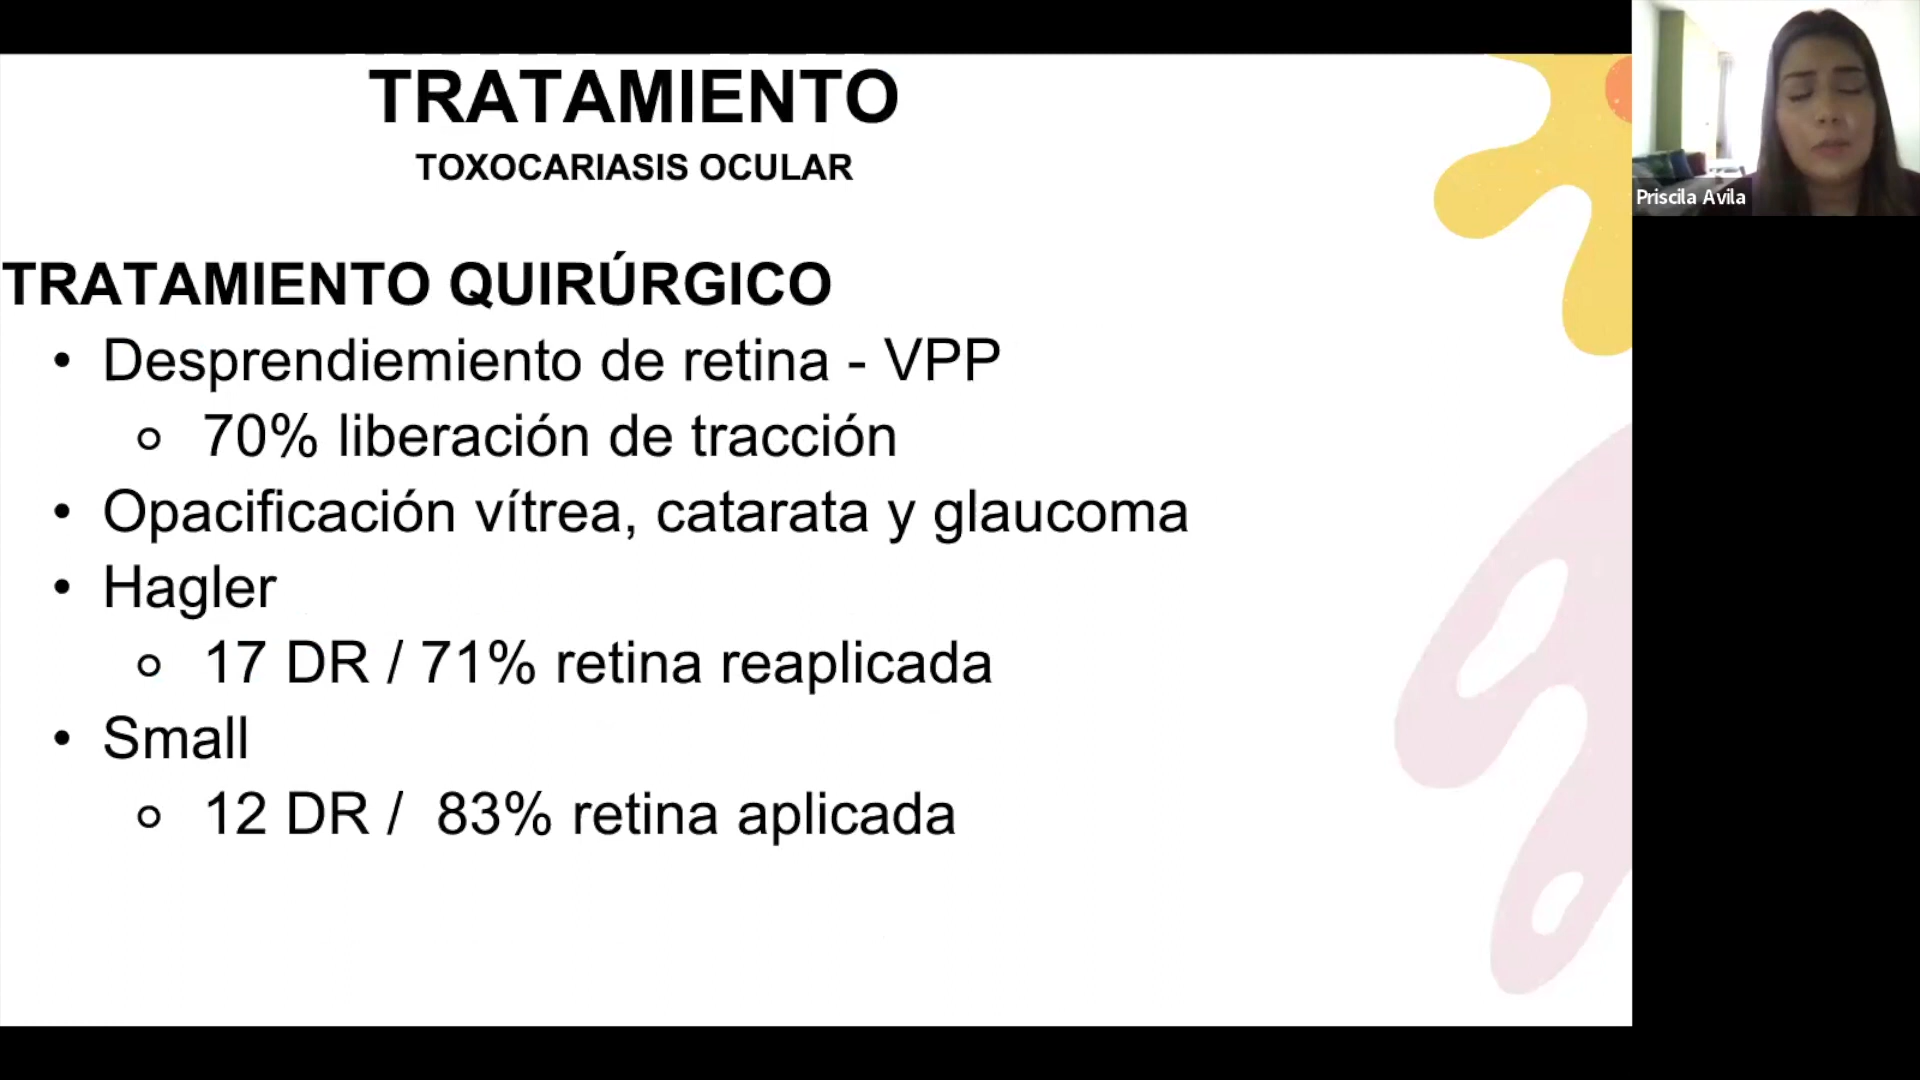 TRATAMIENTO
TOXOCARIASIS OCULAR
Priscila Avila
TRATAMIENTO QUIRÚRGICO
• Desprendiemiento de retina - VPP
o 70% liberación de tracción
• Opacificación vítrea, catarata y glaucoma
• Hagler
o 17 DR / 71% retina reaplicada
• Small
o 12 DR / 83% retina aplicada